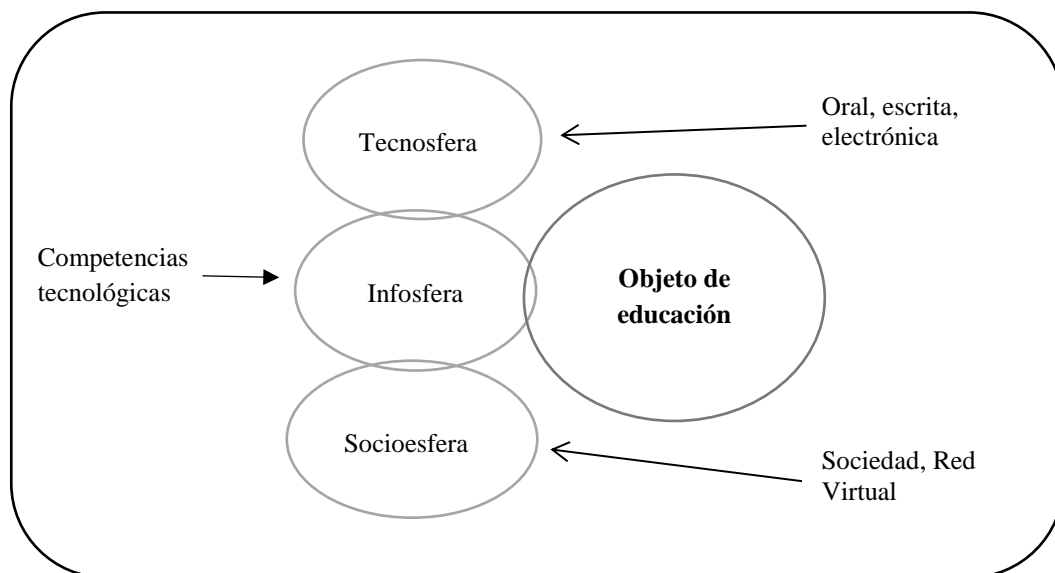 Oral, escrita,
electrónica
Tecnosfera
Competencias
tecnológicas
Infosfera
Objeto de
educación
Socioesfera
Sociedad, Red
Virtual